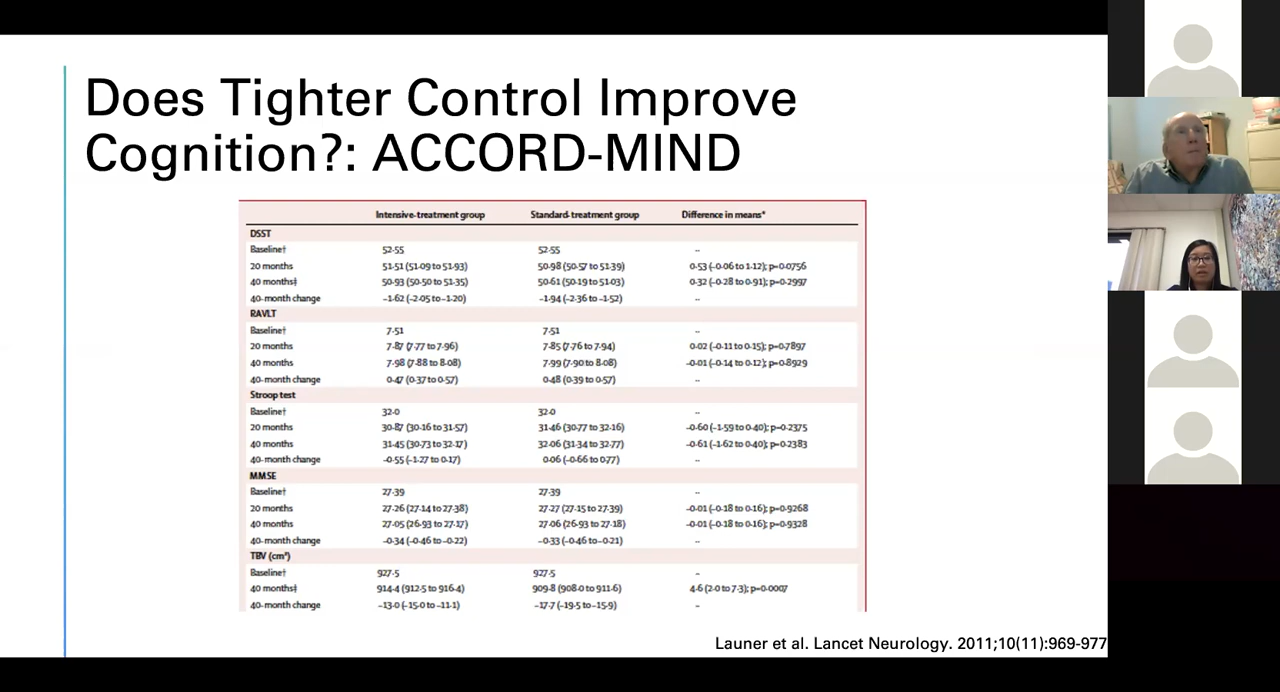 Does Tighter Control Improve
Cognition?: ACCORD-MIND
Intensive-treatment group Standard-treatment group Difference in means*
DSST
Baseline† 52·55 52·55 ..
20 months 51·51 (51·09 to 51·93) 50·98 (50·57 to 51·39) 0·53 (–0·06 to 1·12); p=0·0756
40 months‡ 50·93 (50·50 to 51·35) 50·61 (50·19 to 51·03) 0·32 (–0·28 to 0·91); p=0·2997
40-month change –1·62 (–2·05 to –1·20) –1·94 (–2·36 to –1·52) ..
RAVLT
Baseline† 7·51 7·51 ..
20 months 7·87 (7·77 to 7·96) 7·85 (7·76 to 7·94) 0·02 (–0·11 to 0·15); p=0·7897
40 months 7·98 (7·88 to 8·08) 7·99 (7·90 to 8·08) –0·01 (–0·14 to 0·12); p=0·8929
40-month change 0·47 (0·37 to 0·57) 0·48 (0·39 to 0·57) ..
Stroop test
Baseline† 32·0 32·0 ..
20 months 30·87 (30·16 to 31·57) 31·46 (30·77 to 32·16) –0·60 (–1·59 to 0·40); p=0·2375
40 months 31·45 (30·73 to 32·17) 32·06 (31·34 to 32·77) –0·61 (–1·62 to 0·40); p=0·2383
40-month change –0·55 (–1·27 to 0·17) 0·06 (–0·66 to 0·77) ..
MMSE
Baseline† 27·39 27·39 ..
20 months 27·26 (27·14 to 27·38) 27·27 (27·15 to 27·39) –0·01 (–0·18 to 0·16); p=0·9268
40 months 27·05 (26·93 to 27·17) 27·06 (26·93 to 27·18) –0·01 (–0·18 to 0·16); p=0·9328
40-month change –0·34 (–0·46 to –0·22) –0·33 (–0·46 to –0·21) ..
TBV (cm³)
Baseline† 927·5 927·5 ..
40 months‡ 914·4 (912·5 to 916·4) 909·8 (908·0 to 911·6) 4·6 (2·0 to 7·3); p=0·0007
40-month change –13·0 (–15·0 to –11·1) –17·7 (–19·5 to –15·9) ..
Launer et al. Lancet Neurology. 2011;10(11):969-977